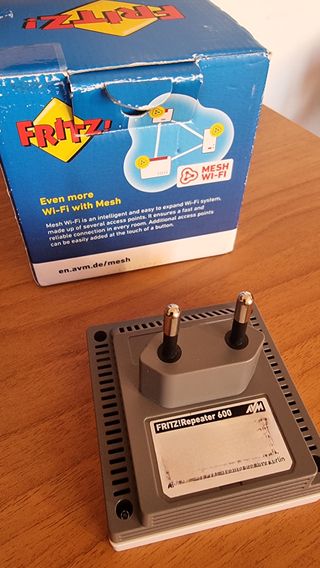 FRITZ!
FRITZ!
MESH
WI-FI
Even more
Wi-Fi with Mesh
Mesh Wi-Fi is an intelligent and easy to expand Wi-Fi system,
made up of several access points. It ensures a fast and
reliable connection in every room. Additional access points
can be easily added at the touch of a button.
en.avm.de/mesh
FRITZ!Repeater 600
AVM